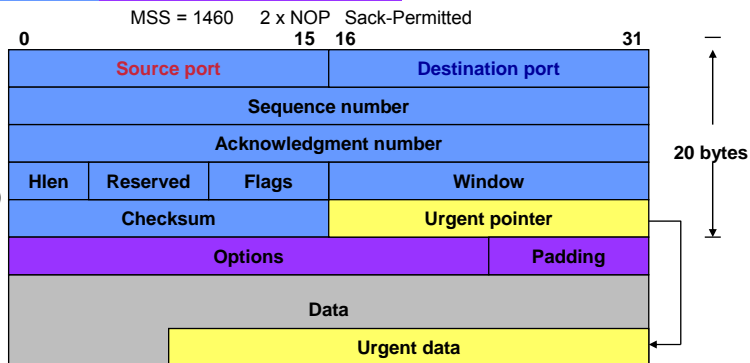 MSS = 1460 2 x NOP Sack-Permitted
0 15 16 31
Source port Destination port
Sequence number
Acknowledgment number
20 bytes
Hlen Reserved Flags Window
Checksum Urgent pointer
Options Padding
Data
Urgent data